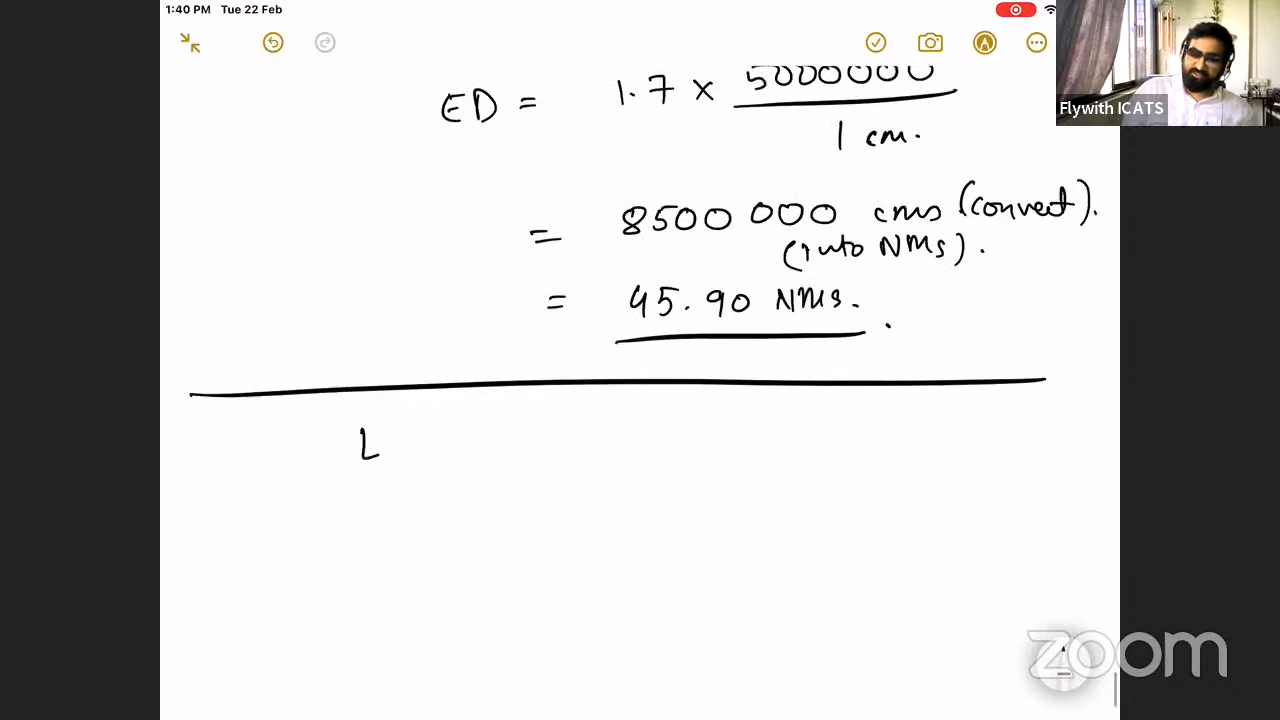 1:40 PM Tue 22 Feb
Flywith ICATS
ED = 1.7 x 5000000
1 cm.
= 8500 000 cms (convert).
(into NMs).
= 45.90 NMs.
L
zoom